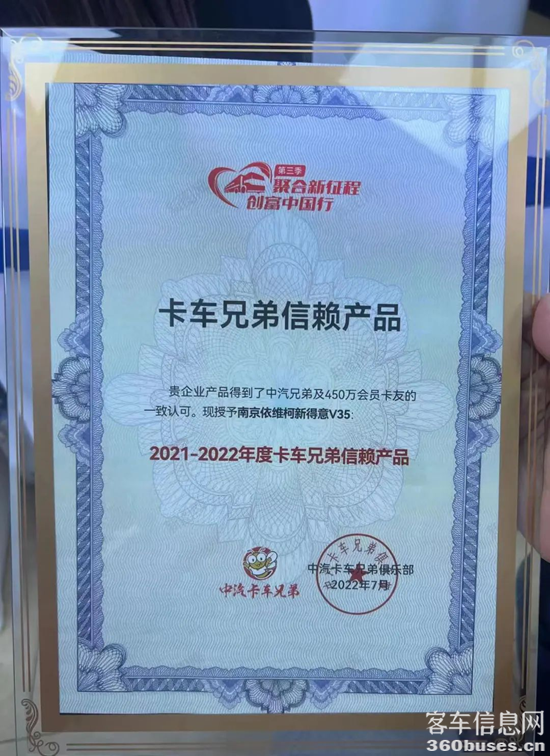 第三季
聚合新征程
创富中国行
卡车兄弟信赖产品
贵企业产品得到了中汽兄弟及450万会员卡友的
一致认可。现授予南京依维柯新得意V35:
2021-2022年度卡车兄弟信赖产品
中汽卡车兄弟
中汽卡车兄弟俱乐部
2022年7月
客车信息网
360buses.cn